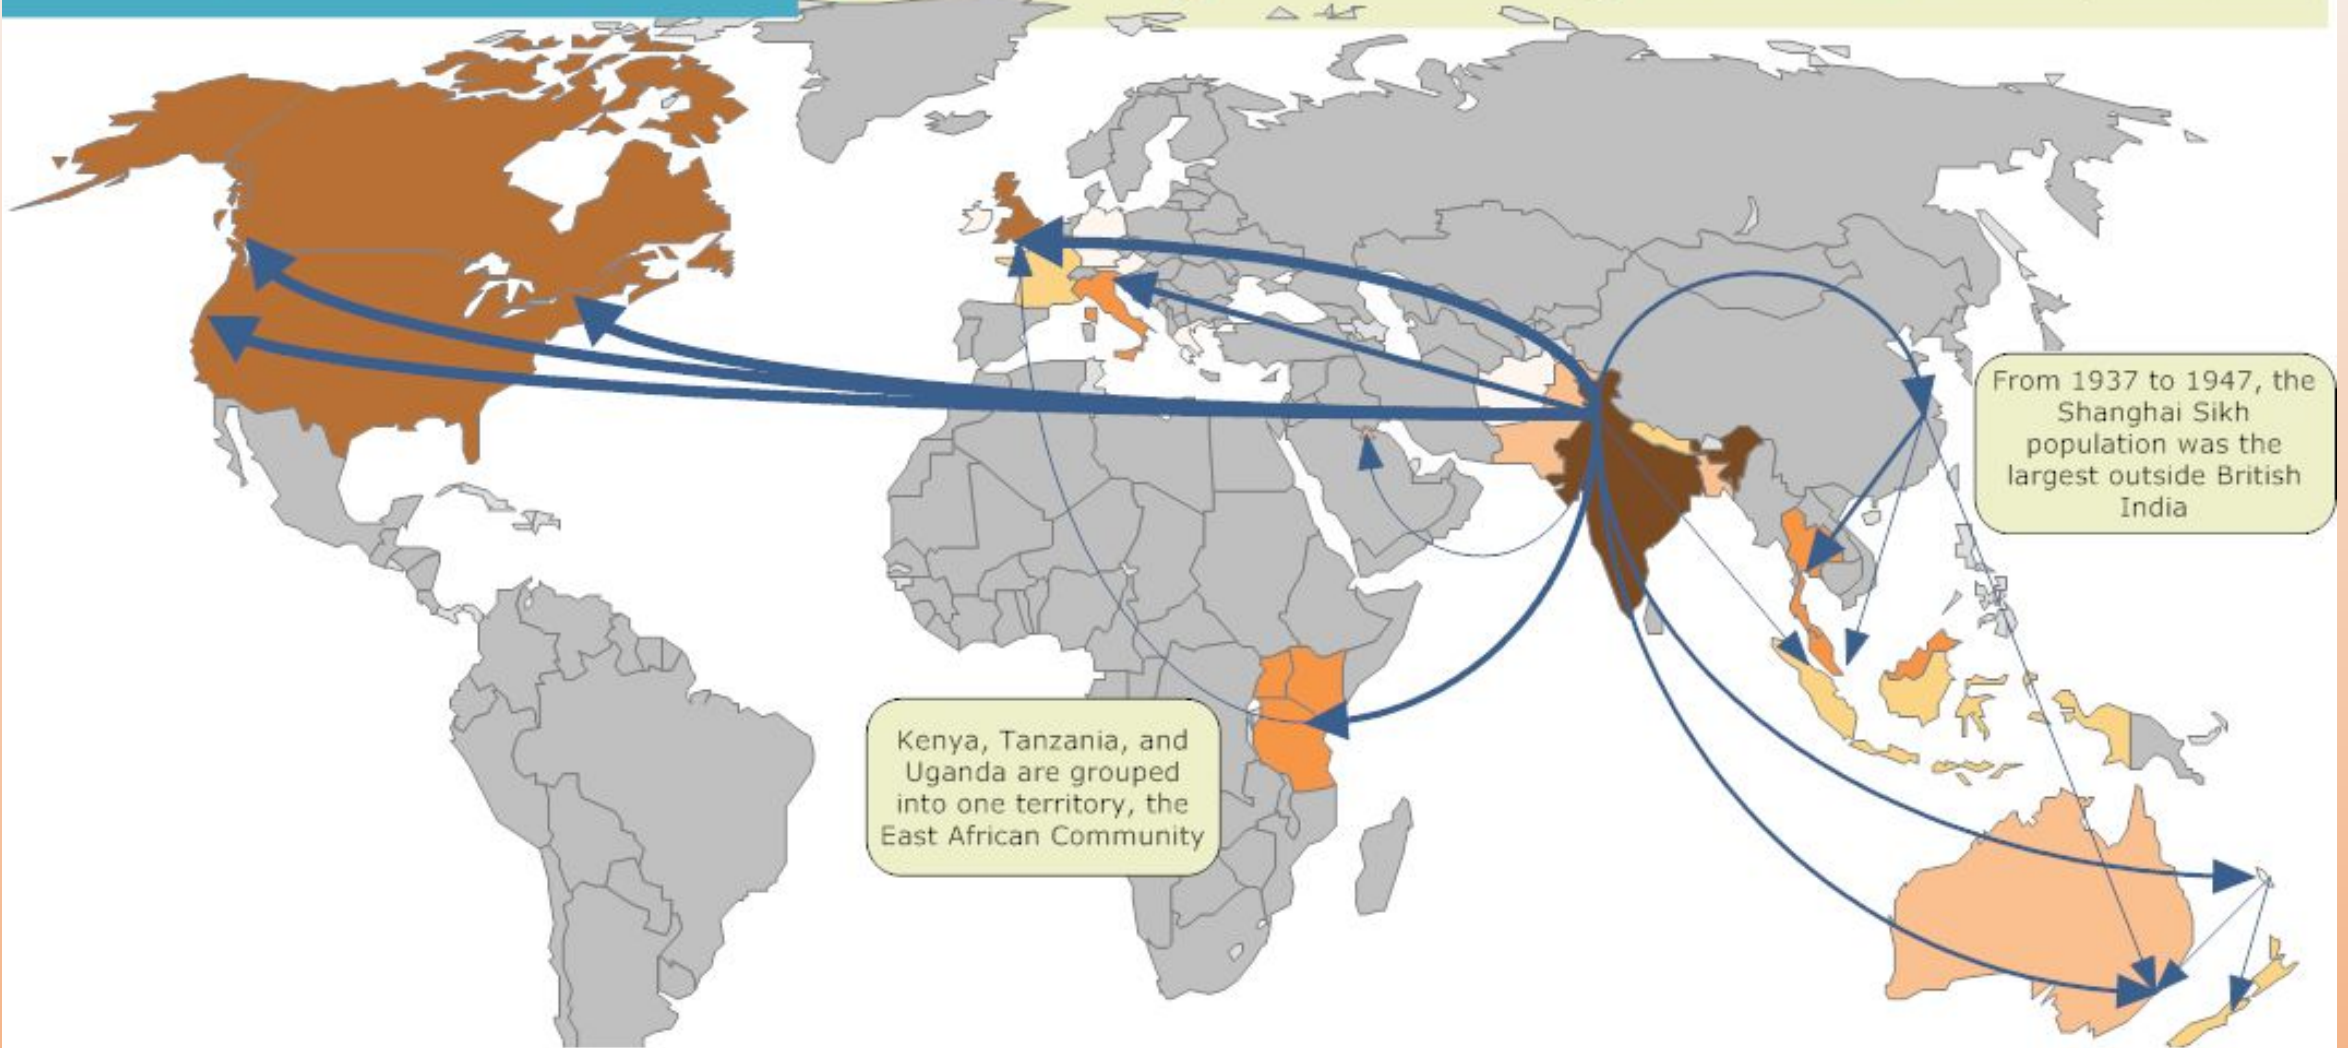 From 1937 to 1947, the
Shanghai Sikh
population was the
largest outside British
India
Kenya, Tanzania, and
Uganda are grouped
into one territory, the
East African Community